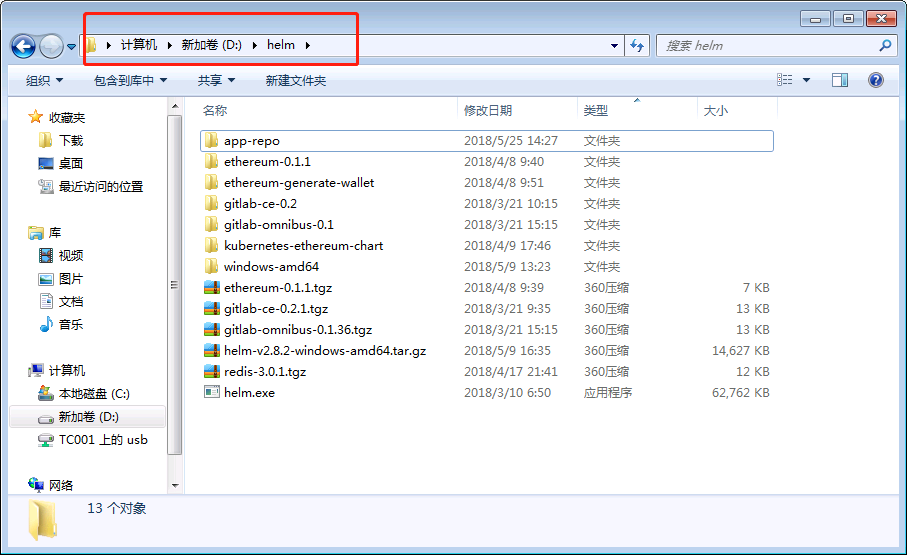 计算机 新加卷 (D:) helm
搜索 helm
组织 包含到库中 共享 新建文件夹
名称 修改日期 类型 大小
收藏夹
下载
桌面
最近访问的位置
库
视频
图片
文档
音乐
计算机
本地磁盘 (C:)
新加卷 (D:)
TC001 上的 usb
网络
app-repo 2018/5/25 14:27 文件夹
ethereum-0.1.1 2018/4/8 9:40 文件夹
ethereum-generate-wallet 2018/4/8 9:51 文件夹
gitlab-ce-0.2 2018/3/21 10:15 文件夹
gitlab-omnibus-0.1 2018/3/21 15:15 文件夹
kubernetes-ethereum-chart 2018/4/9 17:46 文件夹
windows-amd64 2018/5/9 13:23 文件夹
ethereum-0.1.1.tgz 2018/4/8 9:39 360压缩 7 KB
gitlab-ce-0.2.1.tgz 2018/3/21 9:35 360压缩 13 KB
gitlab-omnibus-0.1.36.tgz 2018/3/21 15:15 360压缩 13 KB
helm-v2.8.2-windows-amd64.tar.gz 2018/5/9 16:35 360压缩 14,627 KB
redis-3.0.1.tgz 2018/4/17 21:41 360压缩 12 KB
helm.exe 2018/3/10 6:50 应用程序 62,762 KB
13 个对象